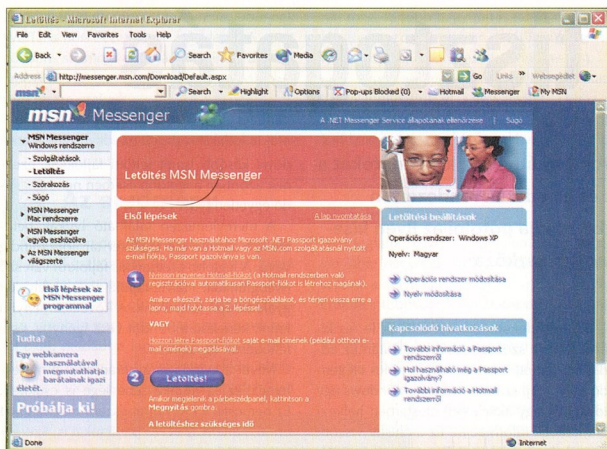 Letöltés - Microsoft Internet Explorer
File Edit View Favorites Tools Help
Back Search Favorites Media
Address http://messenger.msn.com/Download/Default.aspx Go Links
msn Search Highlight Options Pop-ups Blocked (0) Hotmail Messenger My MSN
msn Messenger
A .NET Messenger Service állapotának ellenőrzése | Súgó
MSN Messenger
Windows rendszerre
- Szolgáltatások
- Letöltés
- Szórakozás
- Súgó
MSN Messenger
Mac rendszerre
MSN Messenger
egyéb eszközökre
Az MSN Messenger
világszerte
Első lépések az
MSN Messenger
programmal
Tudta?
Egy webkamera
használatával
megmutathatja
barátainak igazi
életét.
Próbálja ki!
Letöltés MSN Messenger
Első lépések A lap nyomtatása
Az MSN Messenger használatához Microsoft .NET Passport igazolvány
szükséges. Ha már van a Hotmail vagy az MSN.com szolgáltatásnál nyitott
e-mail fiókja, Passport igazolványa is van.
1 Nyisson ingyenes Hotmail-fiókot (a Hotmail rendszerben való
regisztrációval automatikusan Passport-fiókot is létrehoz magának).
Amikor elkészült, zárja be a böngészőablakot, és térjen vissza erre a
lapra, majd folytassa a 2. lépéssel.
VAGY
Hozzon létre Passport-fiókot saját e-mail címének (például otthoni e-
mail címének) megadásával.
2 Letöltés!
Amikor megjelenik a párbeszédpanel, kattintson a
Megnyitás gombra.
A letöltéshez szükséges idő
Letöltési beállítások
Operációs rendszer: Windows XP
Nyelv: Magyar
Operációs rendszer módosítása
Nyelv módosítása
Kapcsolódó hivatkozások
További információ a Passport
rendszerről
Hol használható még a Passport
igazolvány?
További információ a Hotmail
rendszerről
Done Internet